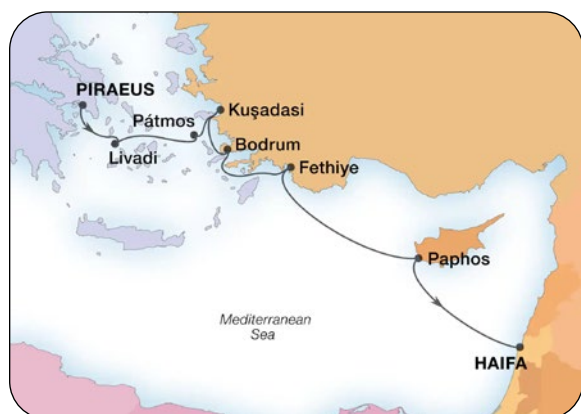 PIRAEUS
Kuşadasi
Pátmos
Livadi
Bodrum
Fethiye
Paphos
Mediterranean
Sea
HAIFA